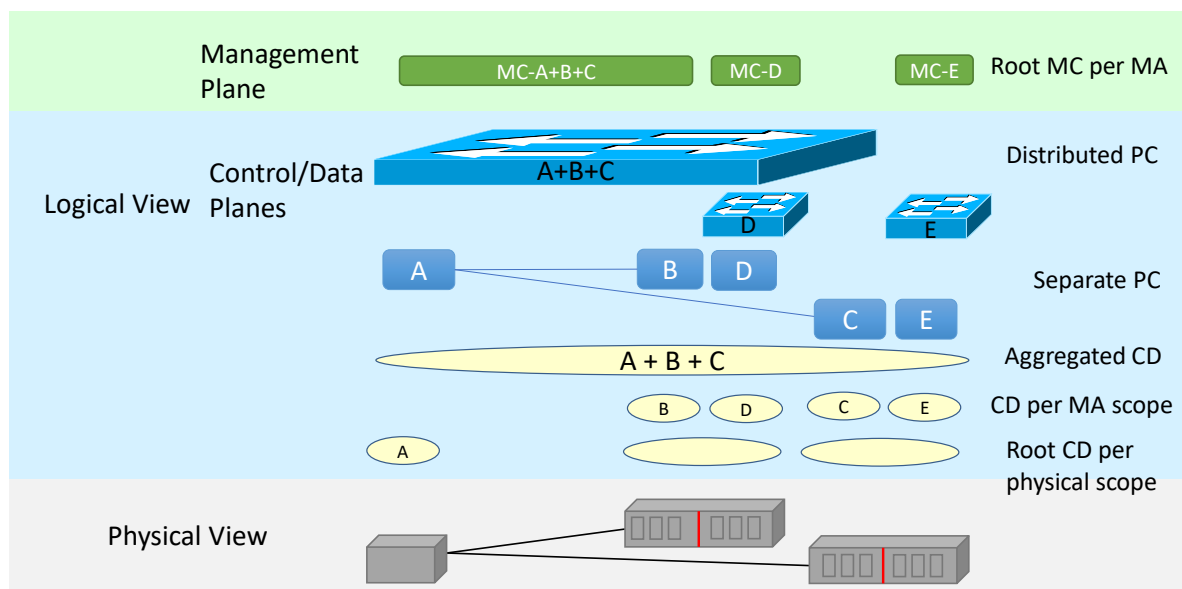 Management
Plane
MC-A+B+C
MC-D
MC-E
Root MC per MA
Logical View
Control/Data
Planes
A+B+C
Distributed PC
D
E
A
B
D
Separate PC
C
E
A + B + C
Aggregated CD
B
D
C
E
CD per MA scope
A
Root CD per
physical scope
Physical View